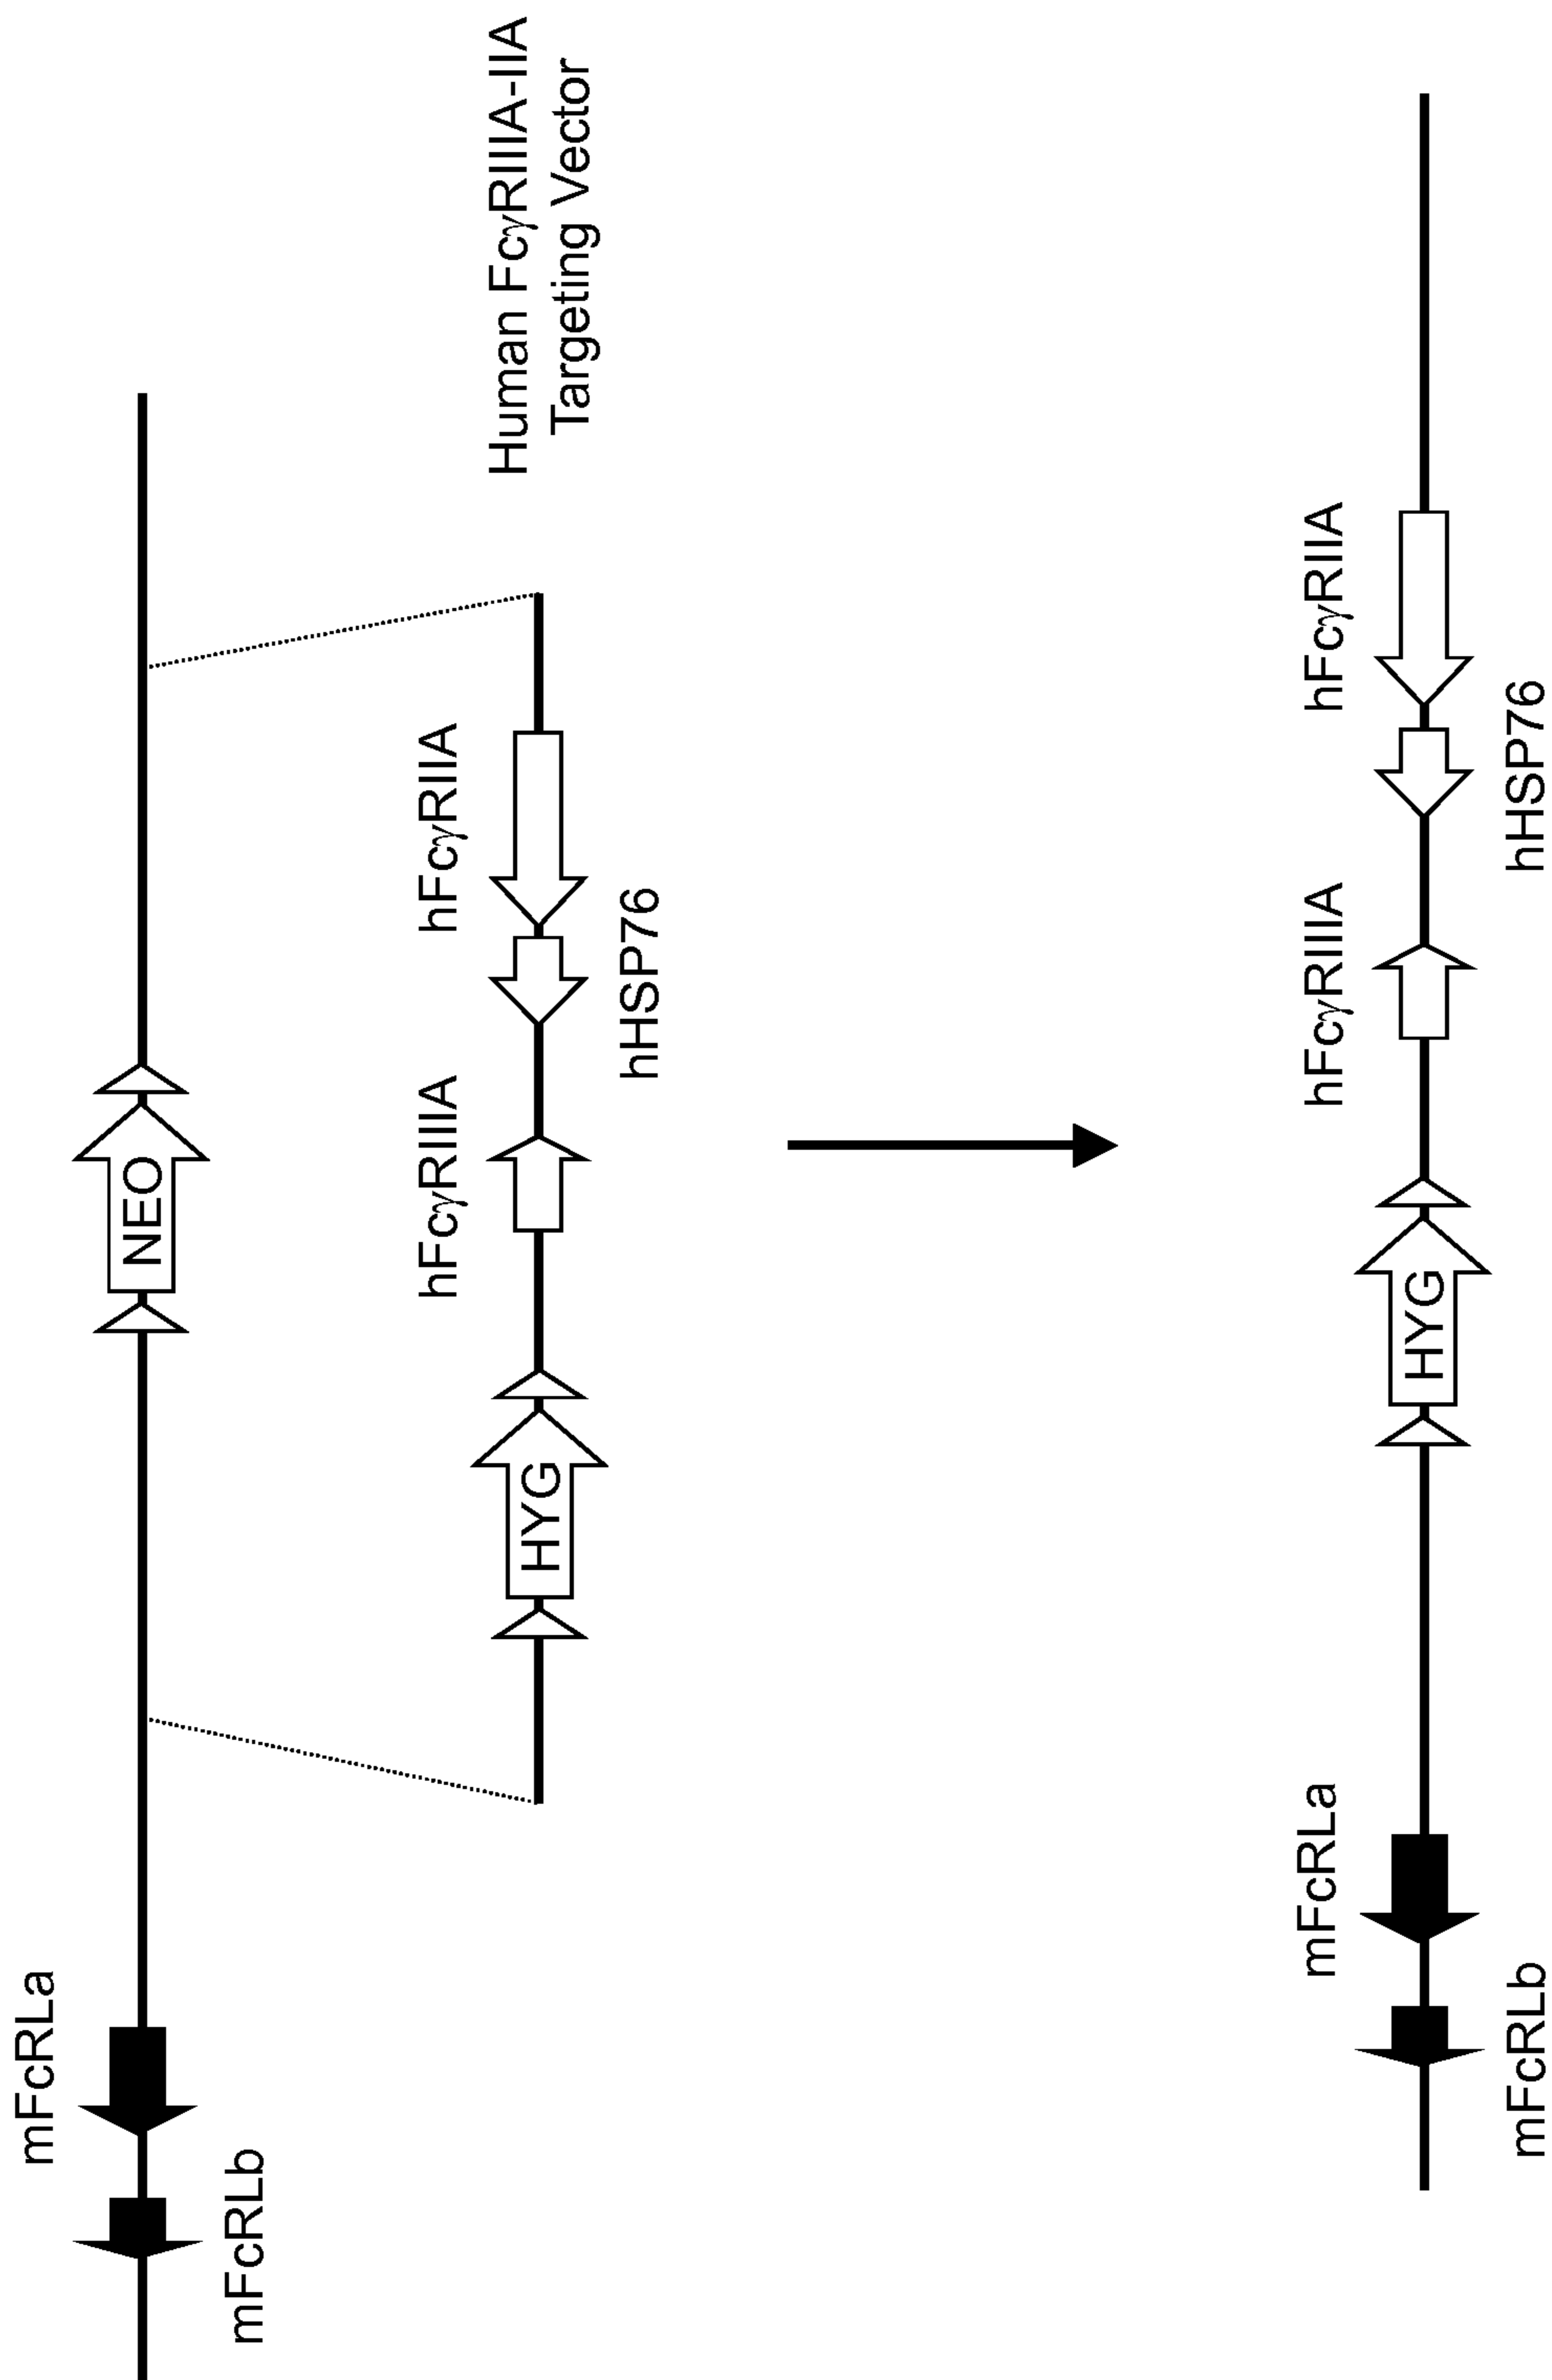 mFcRLa
mFcRLb
NEO
Human FcγRIIIA-IIA
Targeting Vector
HYG
hFcγRIIIA
hFcγRIIA
hHSP76
mFcRLa
mFcRLb
HYG
hFcγRIIIA
hFcγRIIA
hHSP76